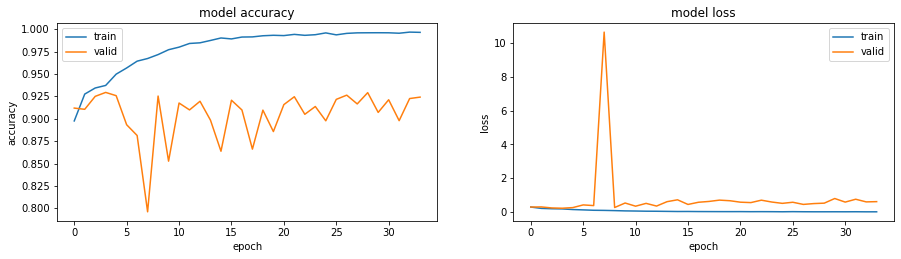 model accuracy
1.000
0.975
0.950
0.925
0.900
0.875
0.850
0.825
0.800
accuracy
train
valid
0
5
10
15
20
25
30
epoch
model loss
10
8
6
4
2
0
loss
train
valid
0
5
10
15
20
25
30
epoch